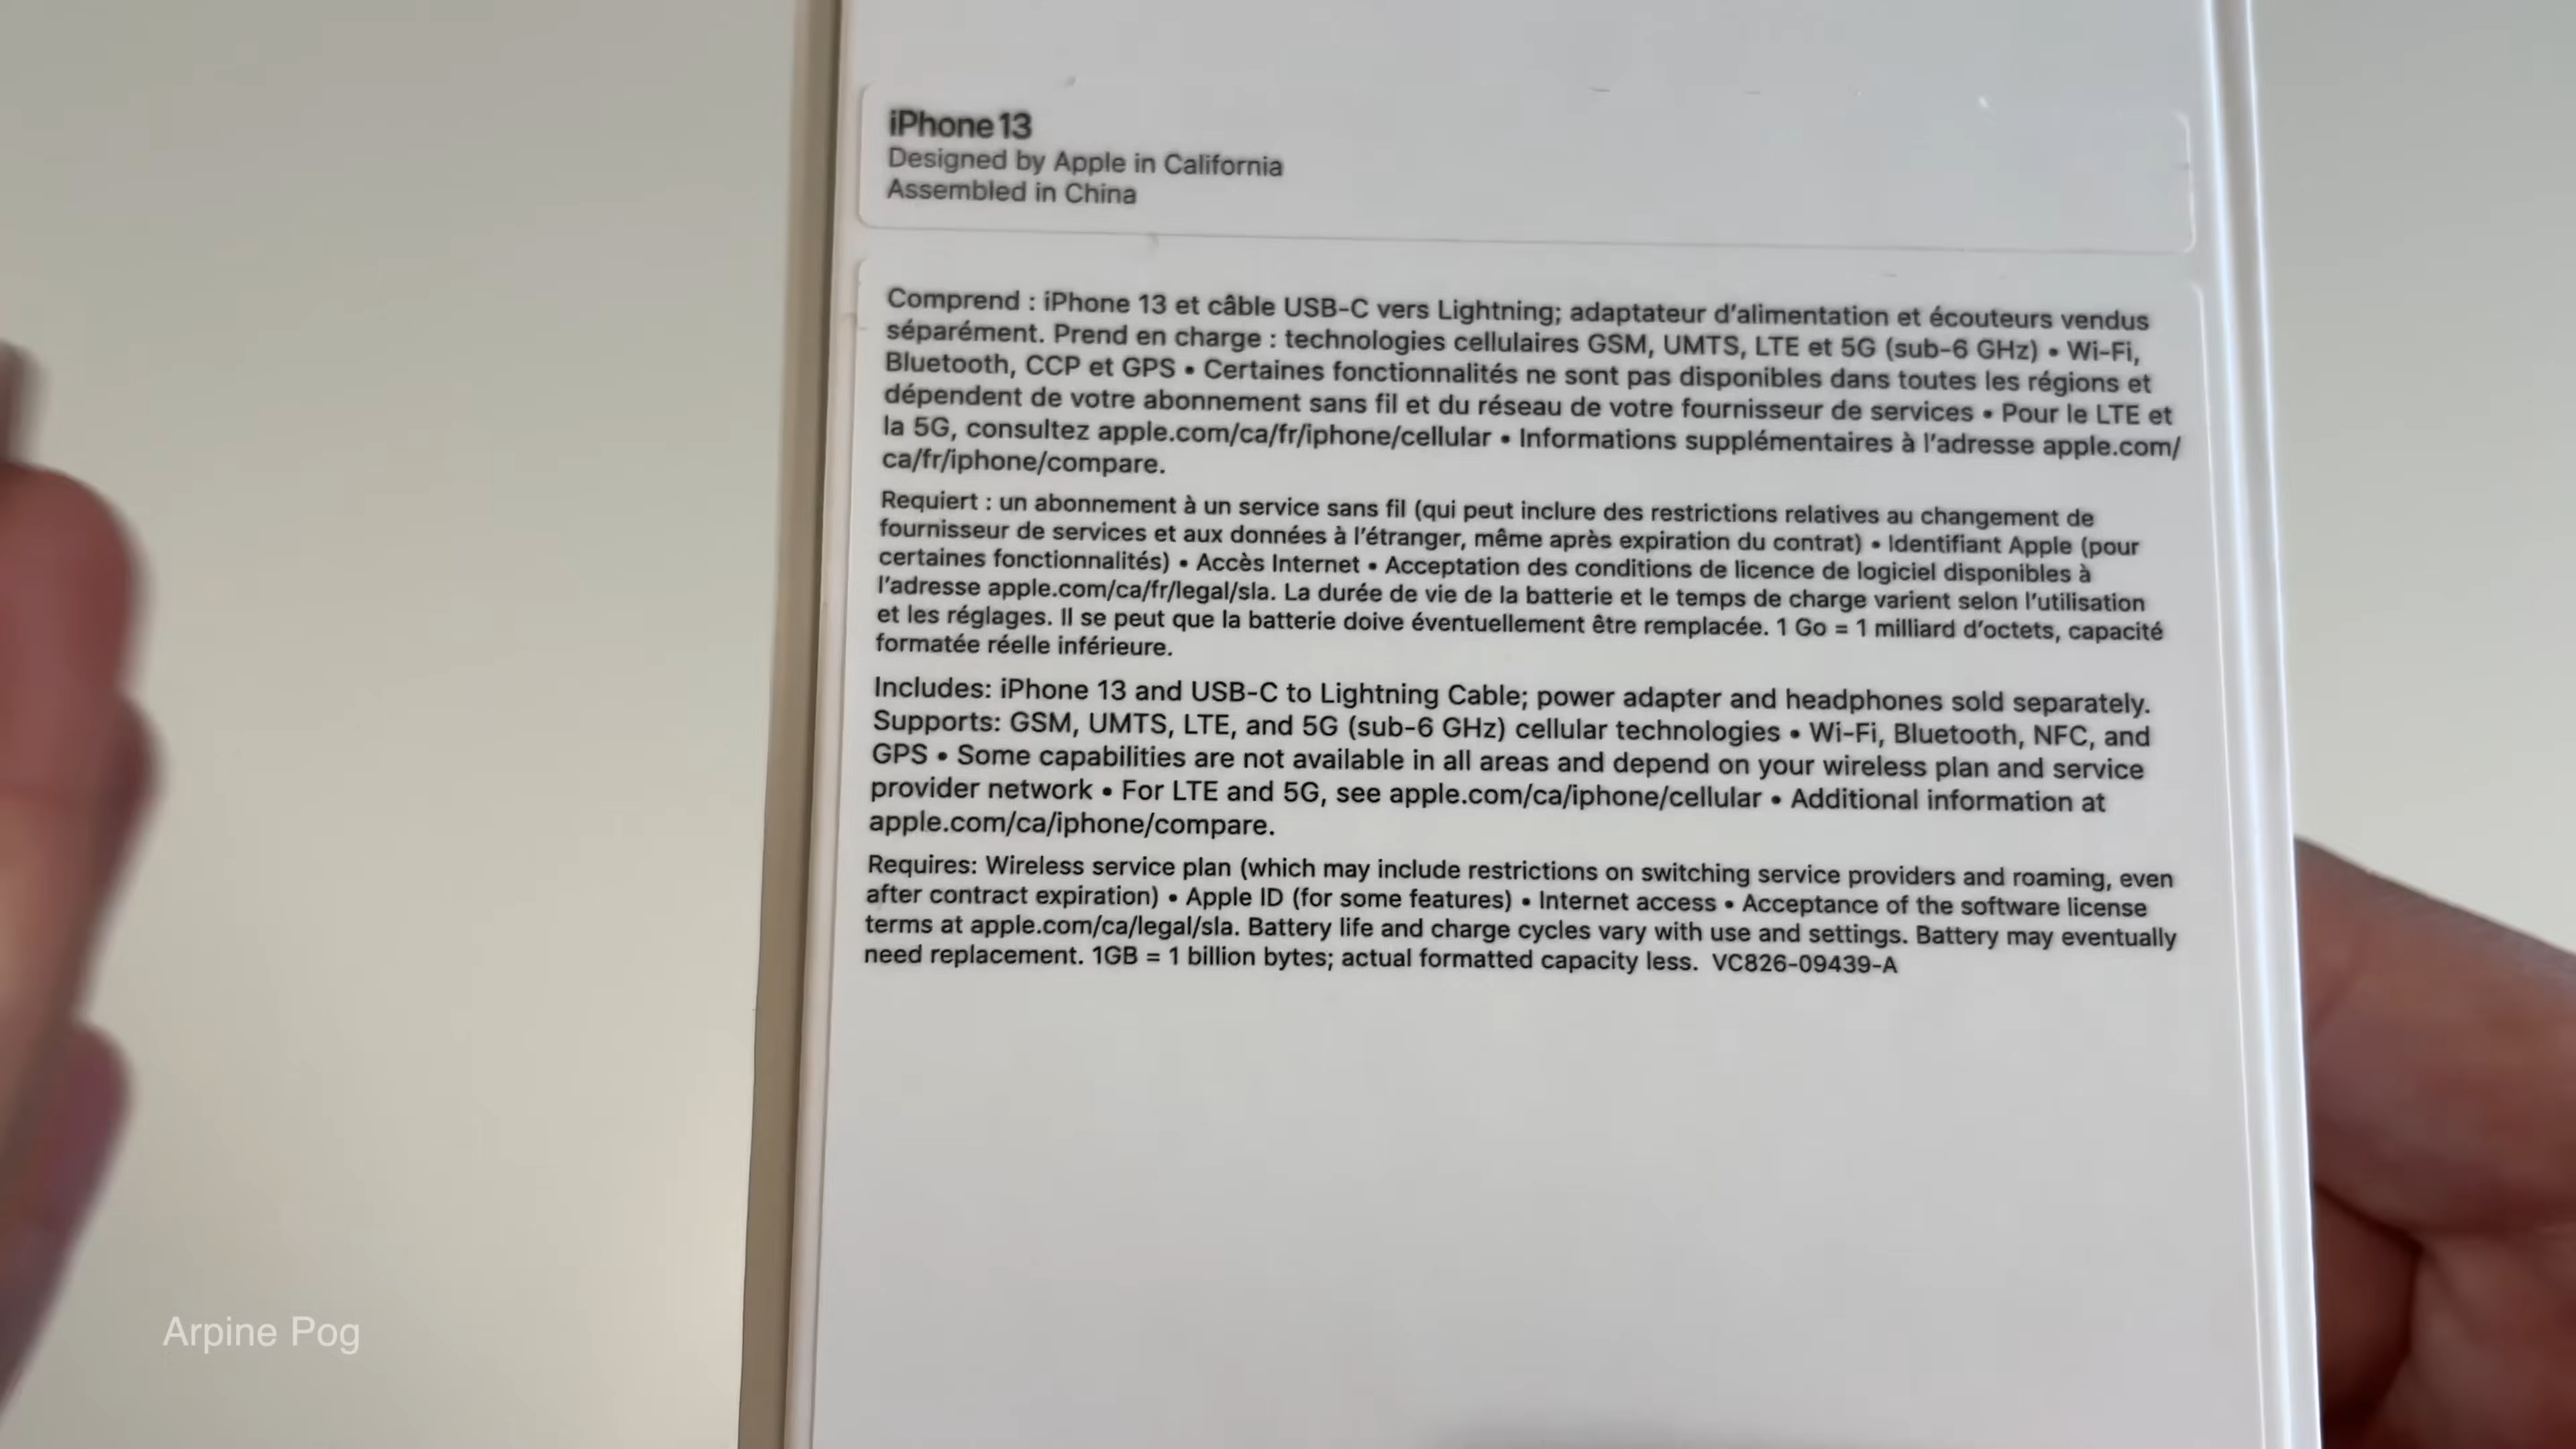 iPhone 13
Designed by Apple in California
Assembled in China
Comprend : iPhone 13 et câble USB-C vers Lightning; adaptateur d'alimentation et écouteurs vendus
séparément. Prend en charge : technologies cellulaires GSM, UMTS, LTE et 5G (sub-6 GHz) • Wi-Fi,
Bluetooth, CCP et GPS • Certaines fonctionnalités ne sont pas disponibles dans toutes les régions et
dépendent de votre abonnement sans fil et du réseau de votre fournisseur de services • Pour le LTE et
la 5G, consultez apple.com/ca/fr/iphone/cellular • Informations supplémentaires à l'adresse apple.com/
ca/fr/iphone/compare.
Requiert : un abonnement à un service sans fil (qui peut inclure des restrictions relatives au changement de
fournisseur de services et aux données à l'étranger, même après expiration du contrat) • Identifiant Apple (pour
certaines fonctionnalités) • Accès Internet • Acceptation des conditions de licence de logiciel disponibles à
l'adresse apple.com/ca/fr/legal/sla. La durée de vie de la batterie et le temps de charge varient selon l'utilisation
et les réglages. Il se peut que la batterie doive éventuellement être remplacée. 1 Go = 1 milliard d'octets, capacité
formatée réelle inférieure.
Includes: iPhone 13 and USB-C to Lightning Cable; power adapter and headphones sold separately.
Supports: GSM, UMTS, LTE, and 5G (sub-6 GHz) cellular technologies • Wi-Fi, Bluetooth, NFC, and
GPS • Some capabilities are not available in all areas and depend on your wireless plan and service
provider network • For LTE and 5G, see apple.com/ca/iphone/cellular • Additional information at
apple.com/ca/iphone/compare.
Requires: Wireless service plan (which may include restrictions on switching service providers and roaming, even
after contract expiration) • Apple ID (for some features) • Internet access • Acceptance of the software license
terms at apple.com/ca/legal/sla. Battery life and charge cycles vary with use and settings. Battery may eventually
need replacement. 1GB = 1 billion bytes; actual formatted capacity less. VC826-09439-A
Arpine Pog